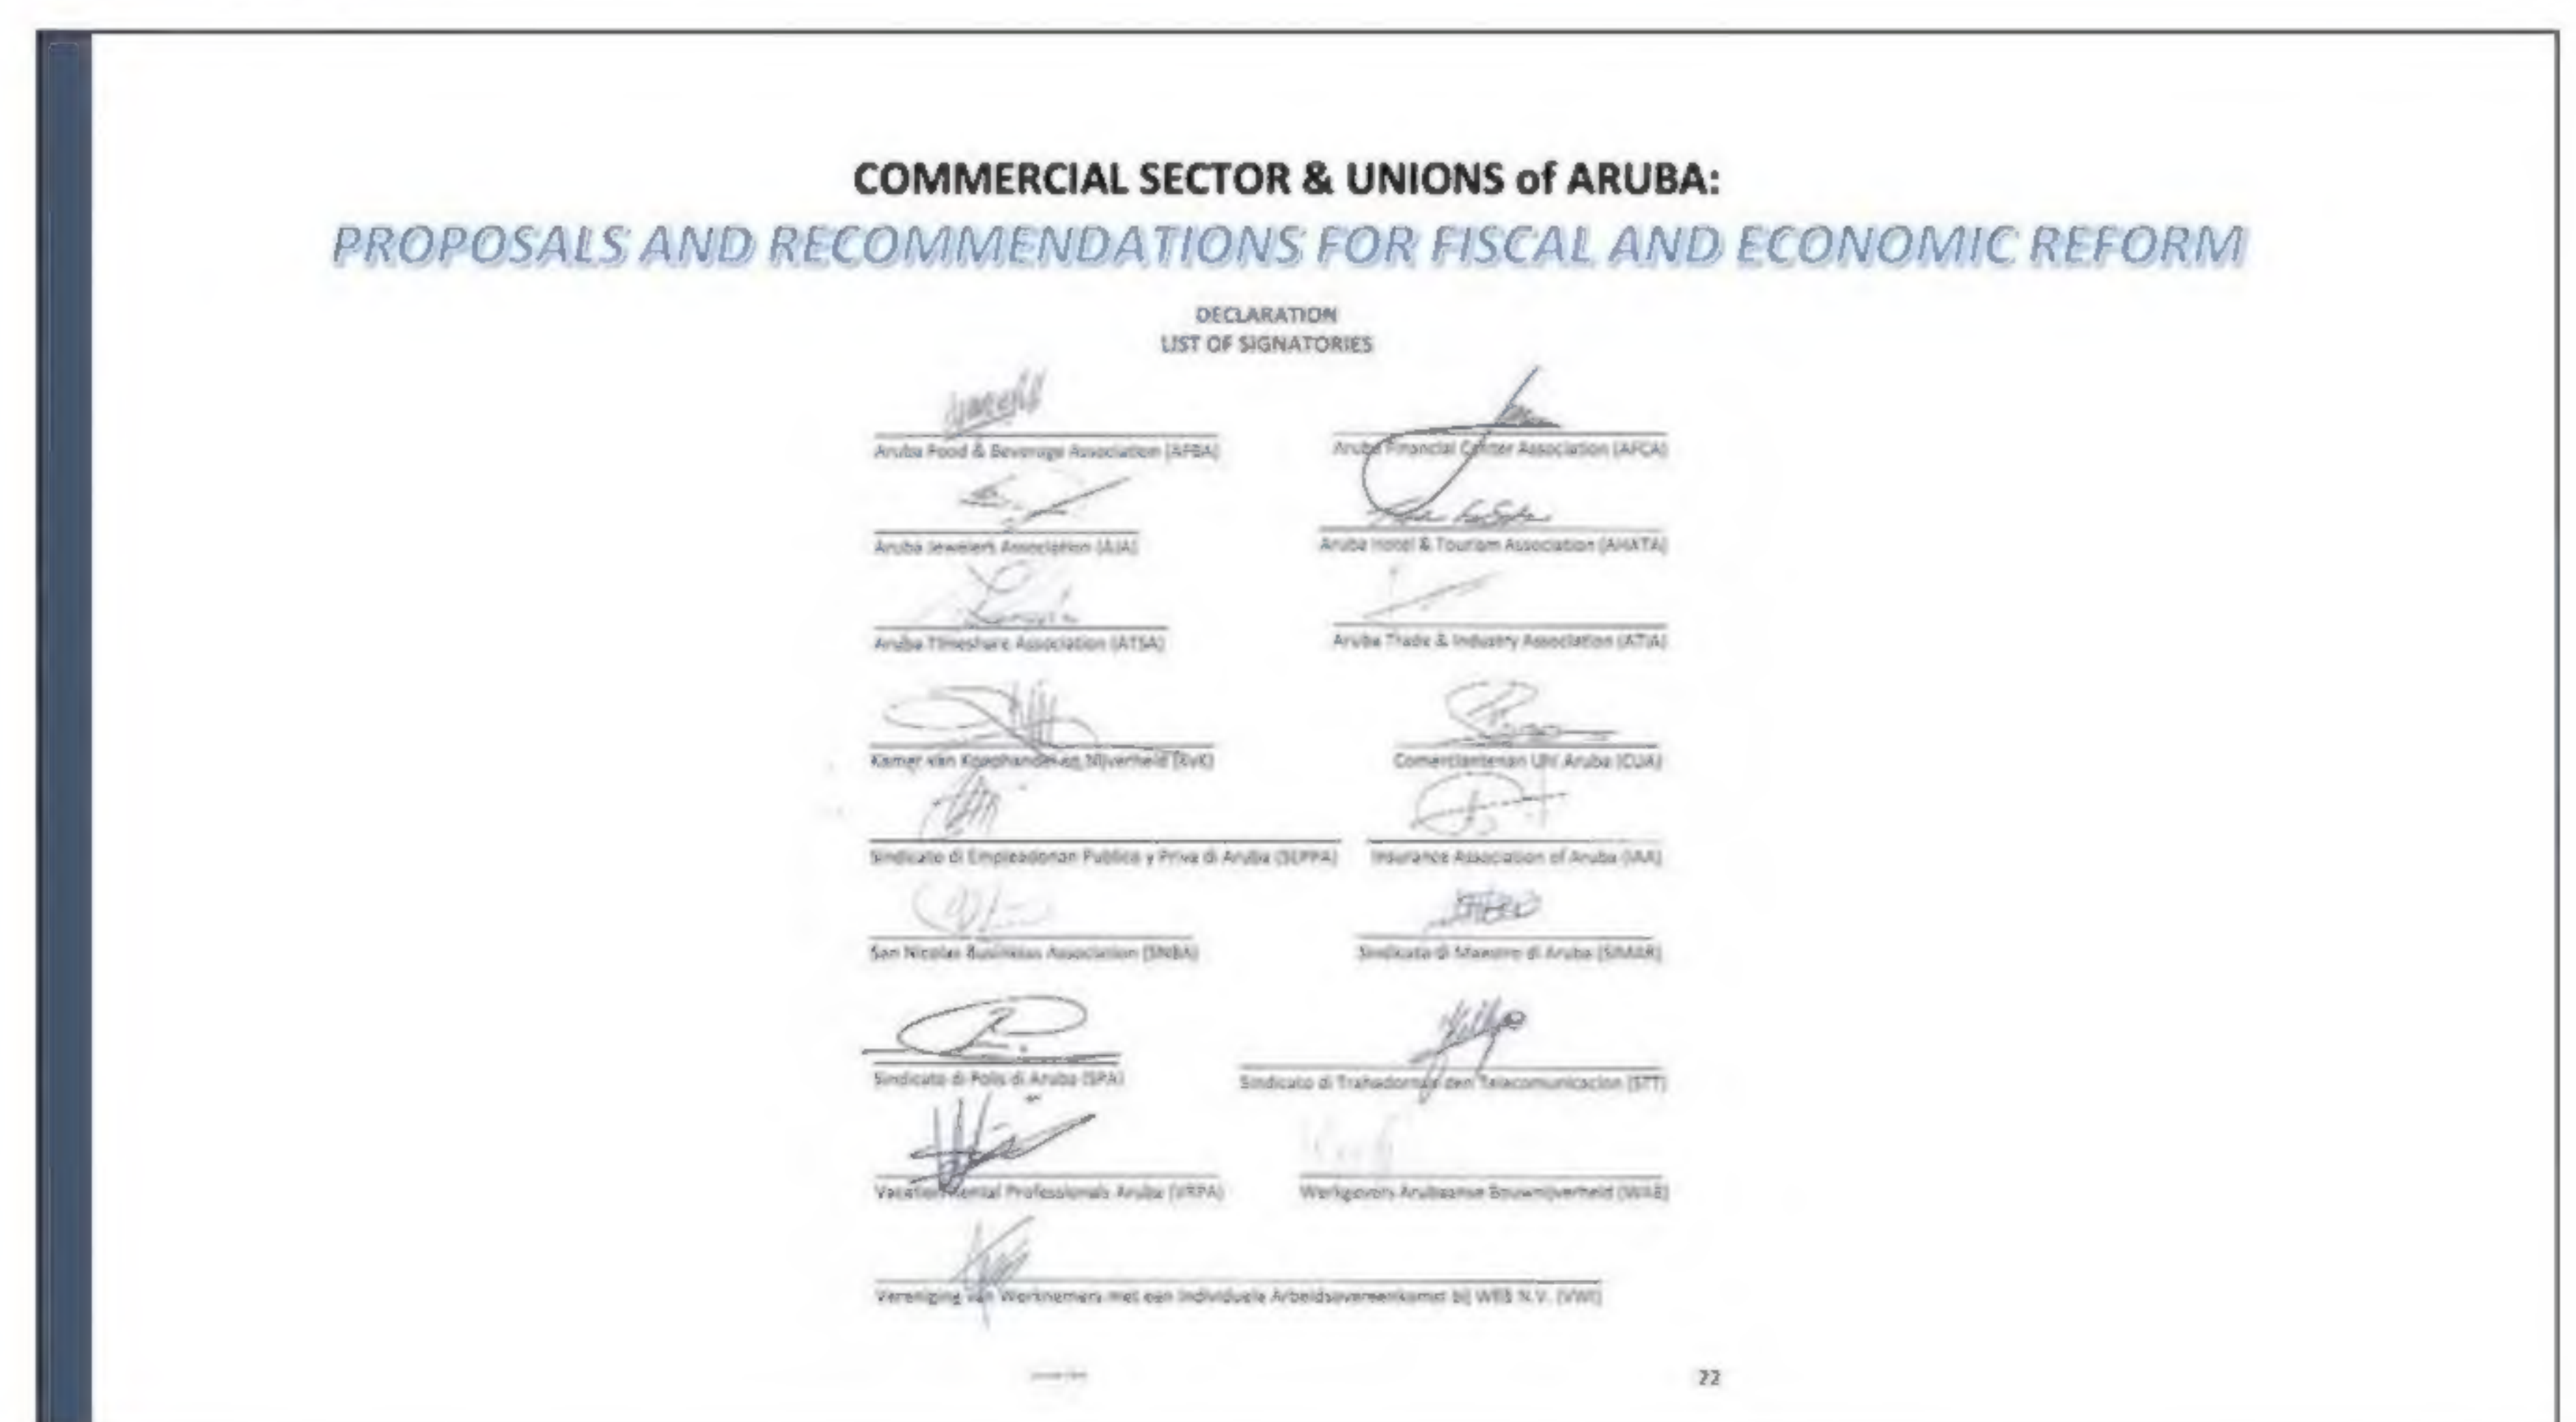 COMMERCIAL SECTOR & UNIONS of ARUBA:
PROPOSALS AND RECOMMENDATIONS FOR FISCAL AND ECONOMIC REFORM
DECLARATION
LIST OF SIGNATORIES
Aruba Food & Beverage Association (AFBA)
Aruba Financial Center Association (AFCA)
Aruba Jewelers Association (AJA)
Aruba Hotel & Tourism Association (AHATA)
Aruba Timeshare Association (ATSA)
Aruba Trade & Industry Association (ATIA)
Kamer van Koophandel en Nijverheid (KvK)
Comerciantenan Uni Aruba (CUA)
Sindicato di Empleadonan Publico y Priva di Aruba (SEPPA)
Insurance Association of Aruba (IAA)
San Nicolas Business Association (SNBA)
Sindicato di Maestro di Aruba (SIMAR)
Sindicato di Polis di Aruba (SPA)
Sindicato di Trahadornan den Telecomunicacion (STT)
Vacation Rental Professionals Aruba (VRPA)
Werkgevers Arubaanse Bouwnijverheid (WAB)
Vereniging van Werknemers met een Individuele Arbeidsovereenkomst bij WEB N.V. (VWI)
22